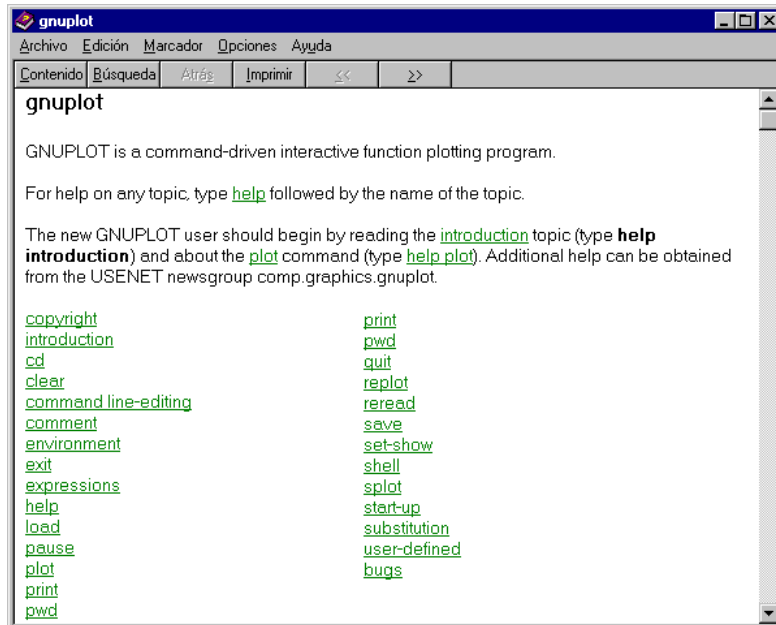 gnuplot
Archivo Edición Marcador Opciones Ayuda
Contenido Búsqueda Atrás Imprimir << >>
gnuplot
GNUPLOT is a command-driven interactive function plotting program.
For help on any topic, type help followed by the name of the topic.
The new GNUPLOT user should begin by reading the introduction topic (type help
introduction) and about the plot command (type help plot). Additional help can be obtained
from the USENET newsgroup comp.graphics.gnuplot.
copyright
introduction
cd
clear
command line-editing
comment
environment
exit
expressions
help
load
pause
plot
print
pwd
print
pwd
quit
replot
reread
save
set-show
shell
splot
start-up
substitution
user-defined
bugs